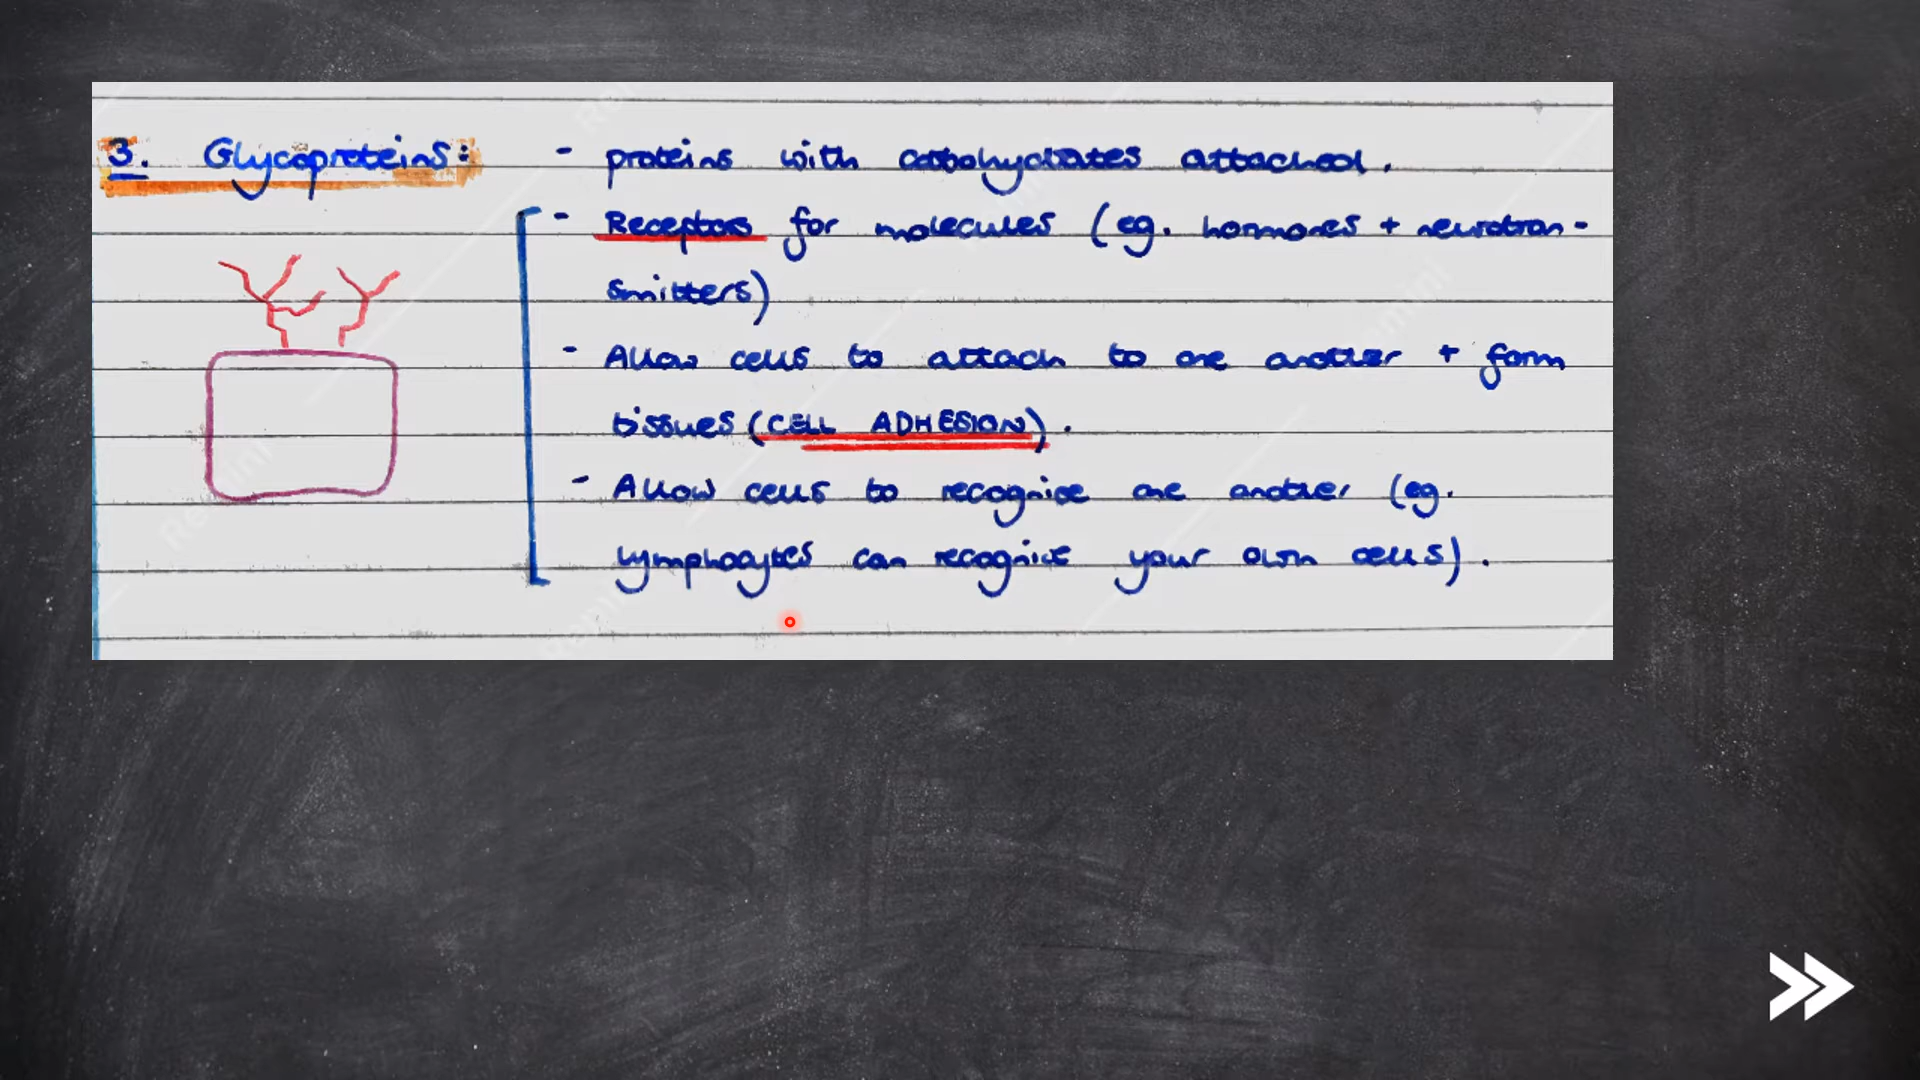 3. Glycoproteins: - proteins with carbohydrates attached.
- Receptors for molecules (eg. hormones + neurotran-
smitters)
- Allow cells to attach to one another + form
tissues (CELL ADHESION).
- Allow cells to recognise one another (eg.
lymphocytes can recognise your own cells).